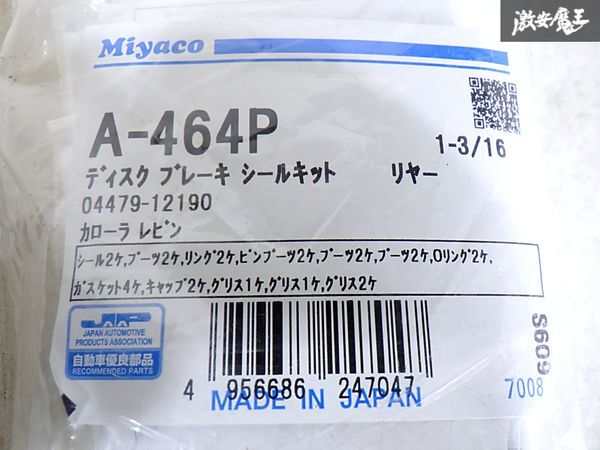 激安魔王
Miyaco
A-464P
1-3/16
ﾃﾞｨｽｸ ﾌﾞﾚｰｷ ｼｰﾙｷｯﾄ ﾘﾔｰ
04479-12190
ｶﾛｰﾗ ﾚﾋﾞﾝ
ｼｰﾙ2ｹ,ﾌﾞｰﾂ2ｹ,ﾘﾝｸﾞ2ｹ,ﾋﾟﾝﾌﾞｰﾂ2ｹ,ﾌﾞｰﾂ2ｹ,ﾌﾞｰﾂ2ｹ,Oﾘﾝｸﾞ2ｹ,
ｶﾞｽｹｯﾄ4ｹ,ｷｬｯﾌﾟ2ｹ,ｸﾞﾘｽ1ｹ,ｸﾞﾘｽ1ｹ,ｸﾞﾘｽ2ｹ
JAPA
JAPAN AUTOMOTIVE
PRODUCTS ASSOCIATION
自動車優良部品
RECOMMENDED PARTS
4 956686 247047
S609
7008
MADE IN JAPAN